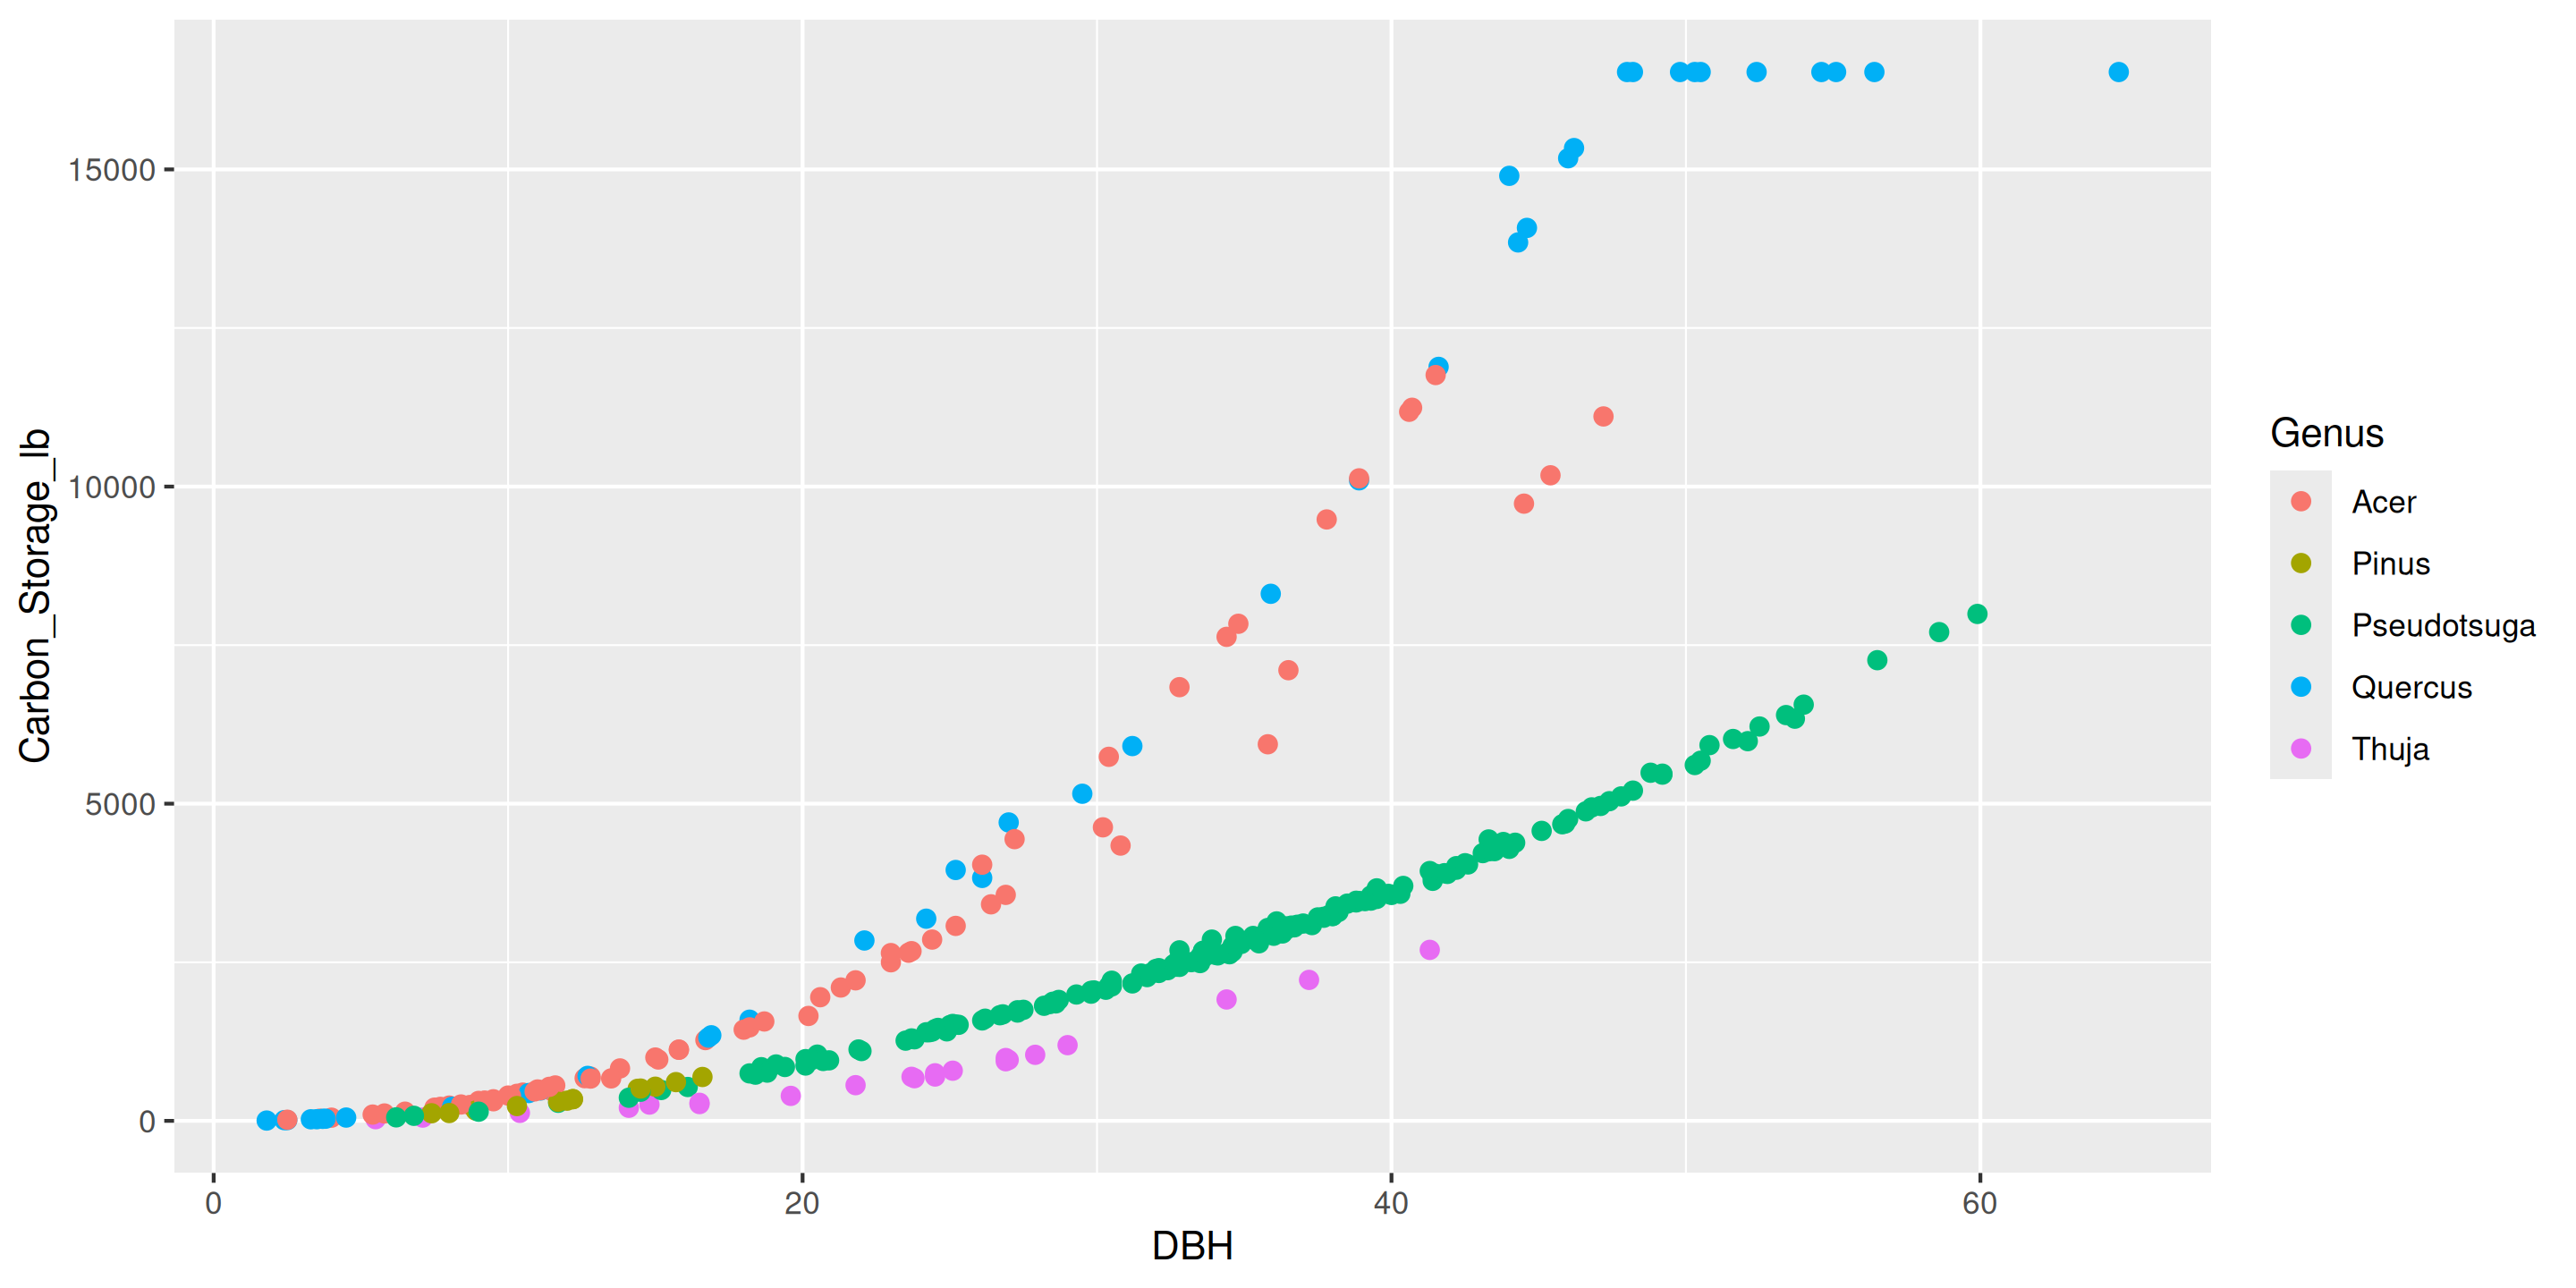 Carbon_Storage_lb
15000
10000
5000
0
0 20 40 60
DBH
Genus
Acer
Pinus
Pseudotsuga
Quercus
Thuja